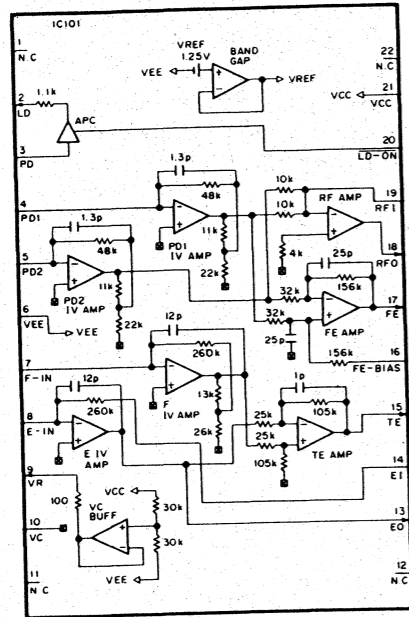 IC101
1
N.C
VREF
1.25V
BAND
GAP
VEE
VREF
22
N.C
21
VCC
VCC
2
LD
1.1k
APC
20
LD-ON
3
PD
1.3p
48k
10k
10k
RF AMP
19
RFI
4
PD1
1.3p
48k
11k
PD1
IV AMP
4k
18
RFO
5
PD2
11k
22k
25p
156k
PD2
IV AMP
32k
32k
FE AMP
17
FE
6
VEE
VEE
22k
25p
12p
260k
156k
16
FE-BIAS
7
F-IN
12p
F
IV AMP
13k
1p
105k
15
TE
8
E-IN
260k
26k
25k
25k
E IV
AMP
105k
TE AMP
14
EI
9
VR
100
VC
BUFF
VCC
30k
13
EO
10
VC
30k
VEE
11
N.C
12
N.C